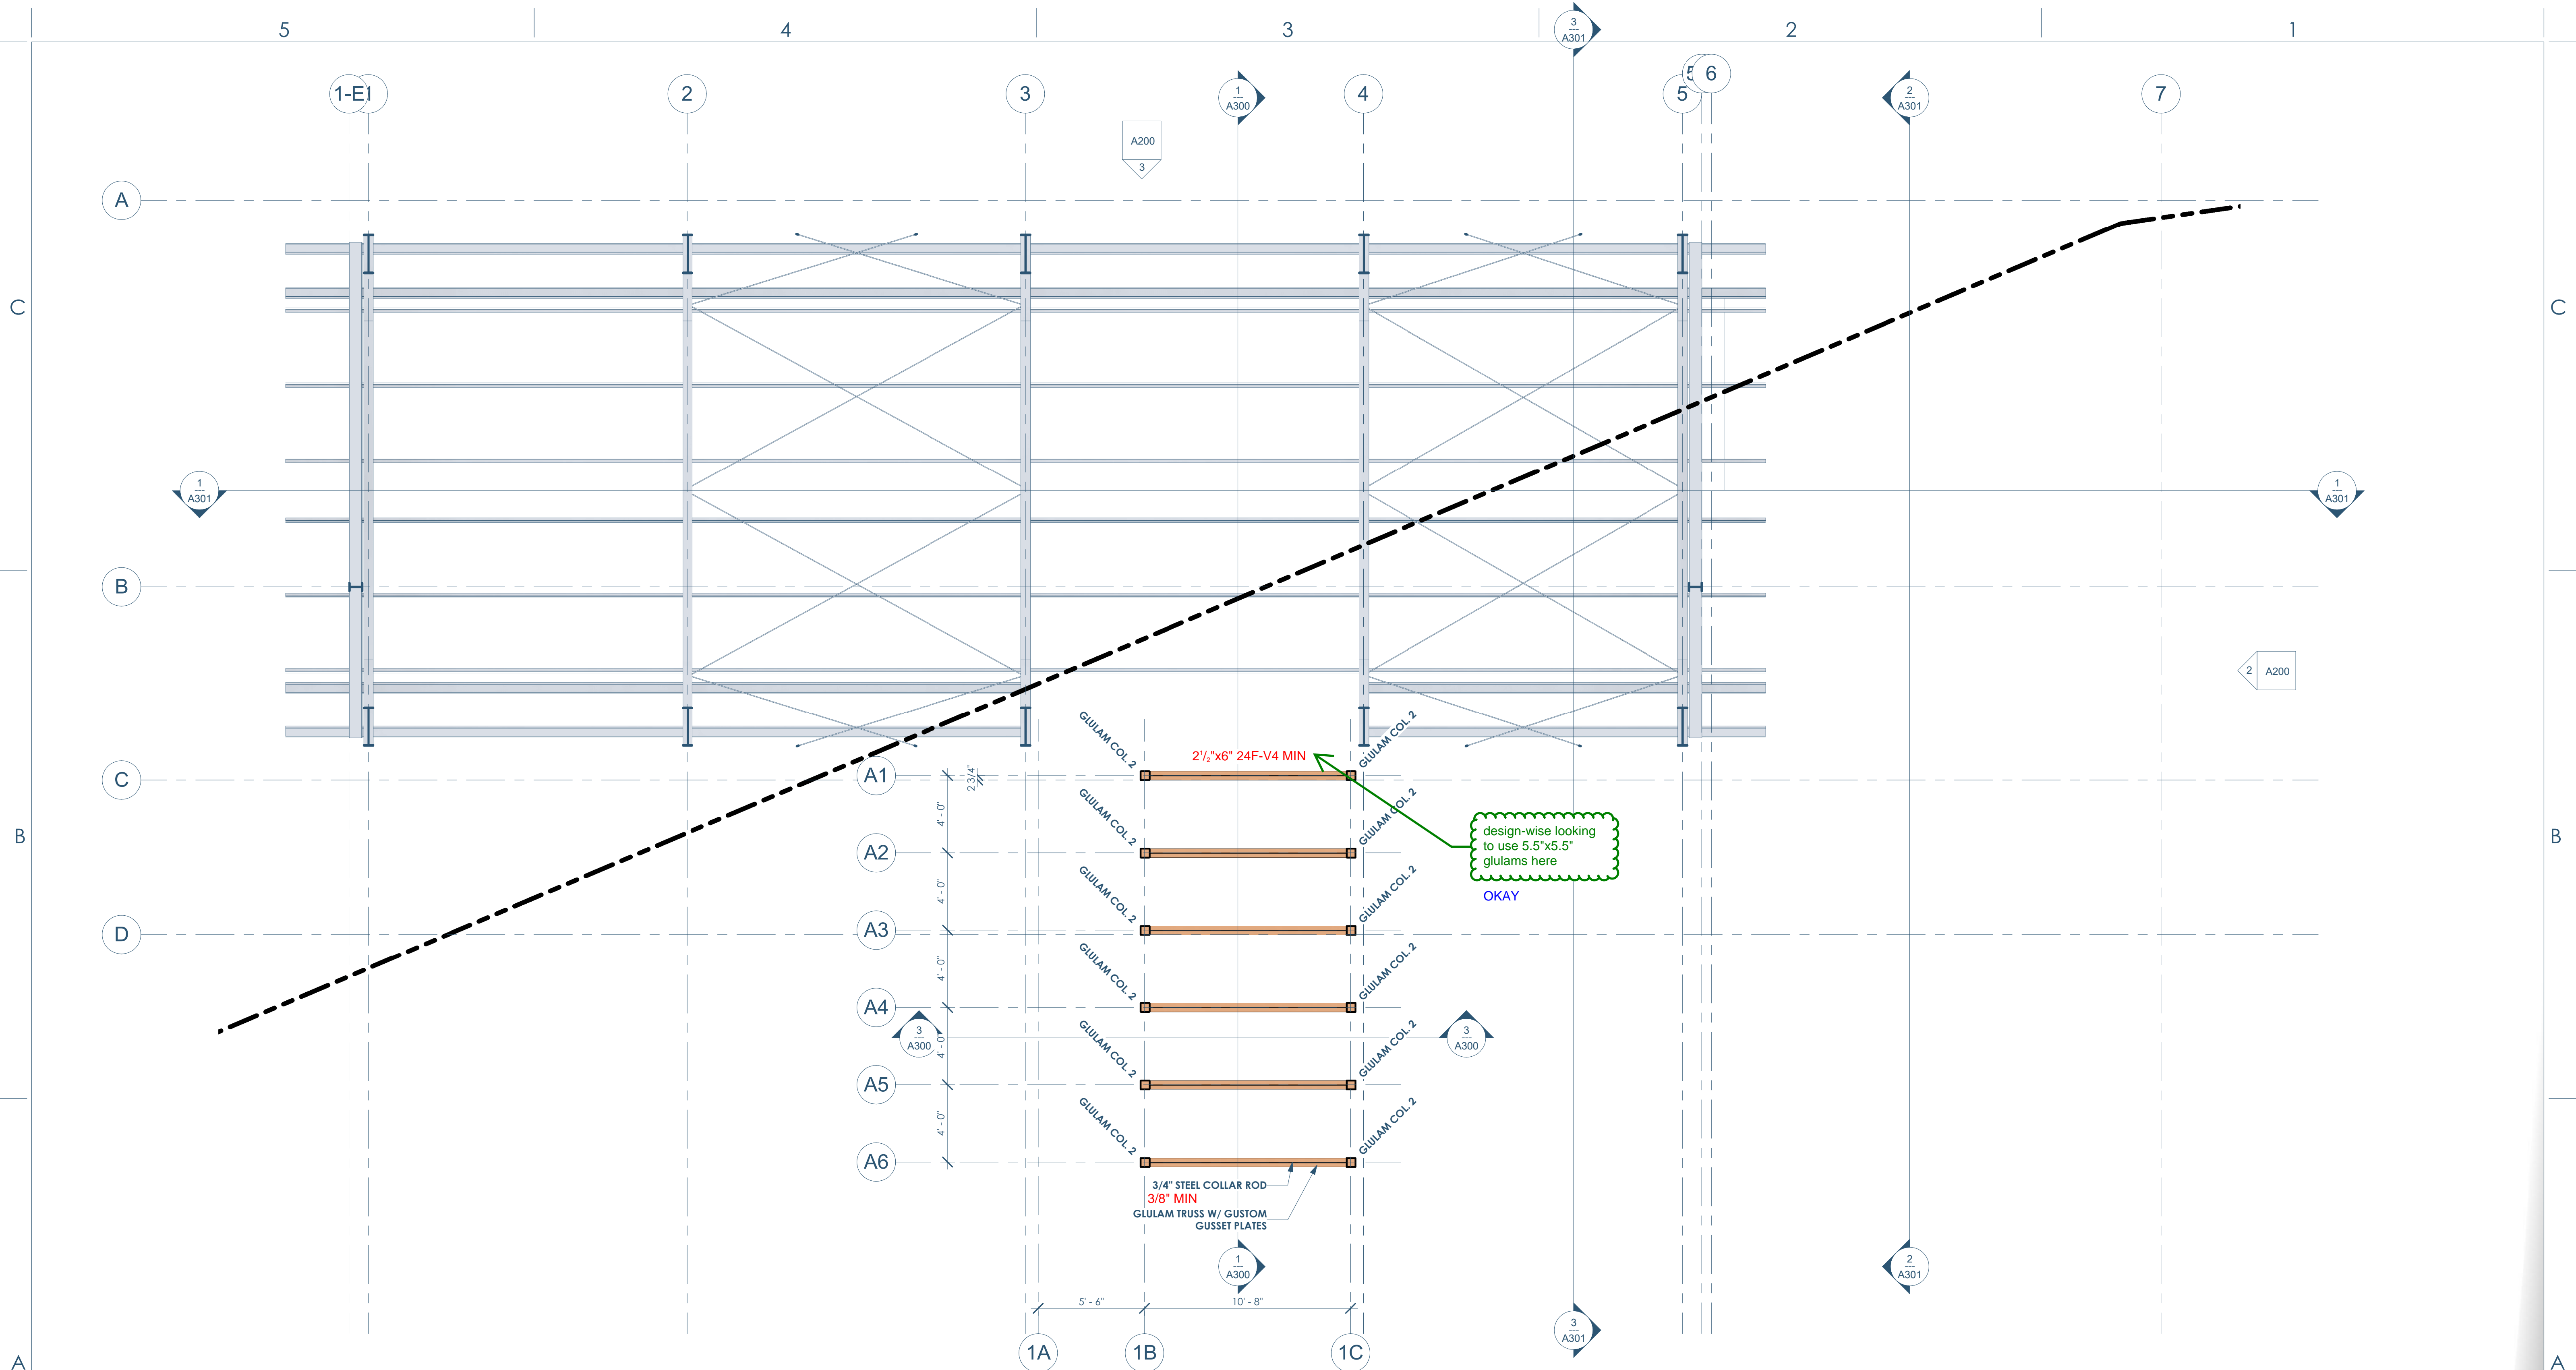 5 4 3 2 1
3
A301
1-E 1 2 3 4 5 6 7
1
A300
2
A301
A200
3
A
C C
1
A301
1
A301
B
2 A200
GLULAM COL. 2
GLULAM COL. 2
2 1/2"x6" 24F-V4 MIN
C
A1
2 3/4"
4' - 0"
GLULAM COL. 2
GLULAM COL. 2
design-wise looking
to use 5.5"x5.5"
glulams here
OKAY
B B
A2
4' - 0"
GLULAM COL. 2
GLULAM COL. 2
D
A3
4' - 0"
GLULAM COL. 2
GLULAM COL. 2
A4
3
A300
4' - 0"
3
A300
GLULAM COL. 2
GLULAM COL. 2
A5
4' - 0"
GLULAM COL. 2
GLULAM COL. 2
A6
3/4" STEEL COLLAR ROD
3/8" MIN
GLULAM TRUSS W/ GUSTOM
GUSSET PLATES
1
A300
2
A301
5' - 6"
10' - 8"
3
A301
1A 1B 1C
A A